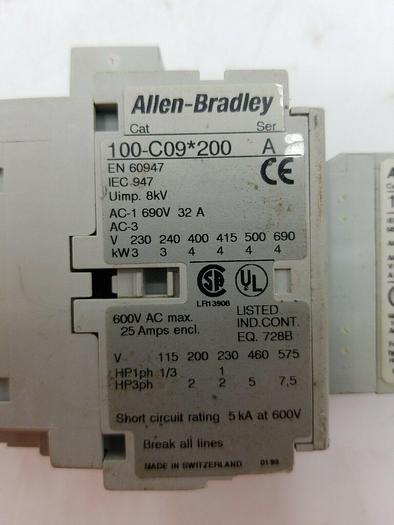 Allen-Bradley
Cat Ser
100-C09*200 A
EN 60947
IEC 947
Uimp. 8kV
CE
AC-1 690V 32 A
AC-3
V 230 240 400 415 500 690
kW 3 3 4 4 4 4
SA UL
LR13908
600V AC max.
25 Amps encl.
LISTED
IND.CONT.
EQ. 728B
V 115 200 230 460 575
HP1ph 1/3 1
HP3ph 2 2 5 7,5
Short circuit rating 5 kA at 600V
Break all lines
MADE IN SWITZERLAND 01 99